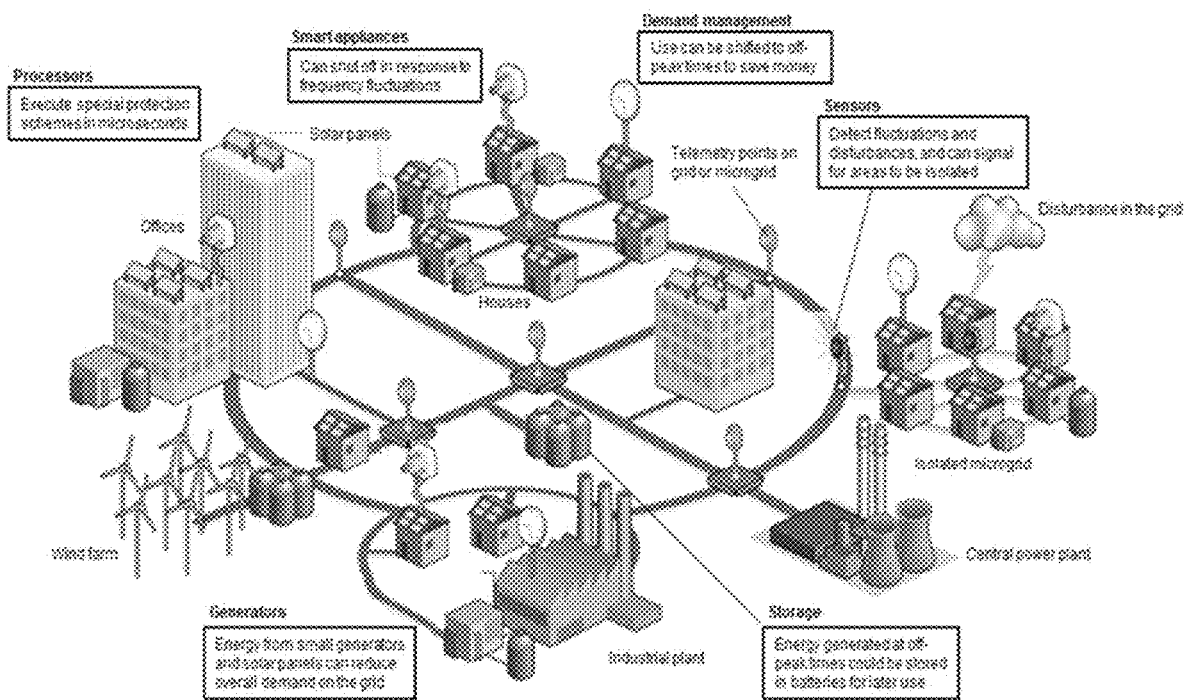 Demand management
Use can be shifted to off-
peak times to save money
Smart appliances
Can shut off in response to
frequency fluctuations
Processors
Execute special protection
schemes in microseconds
Sensors
Detect fluctuations and
disturbances, and can signal
for areas to be isolated
Solar panels
Telemetry points on
grid or microgrid
Disturbance in the grid
Offices
Houses
Isolated microgrid
Wind farm
Central power plant
Generators
Energy from small generators
and solar panels can reduce
overall demand on the grid
Industrial plant
Storage
Energy generated at off-
peak times could be stored
in batteries for later use